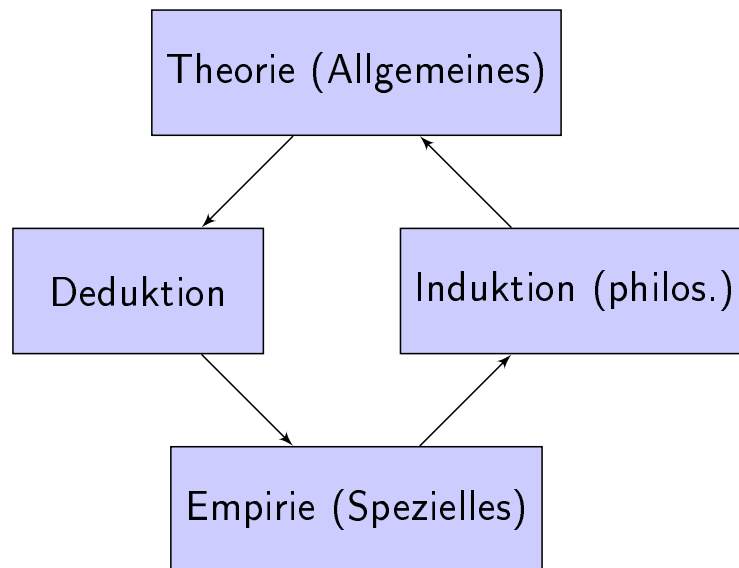 Theorie (Allgemeines)
Deduktion
Induktion (philos.)
Empirie (Spezielles)